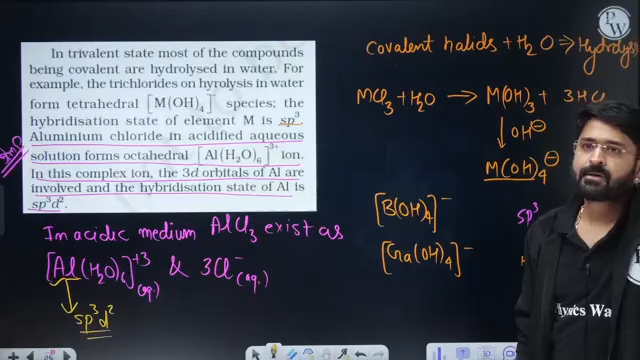 In trivalent state most of the compounds
being covalent are hydrolysed in water. For
example, the trichlorides on hyrolysis in water
form tetrahedral [M(OH)₄]⁻ species; the
hybridisation state of element M is sp³.
Aluminium chloride in acidified aqueous
solution forms octahedral [Al(H₂O)₆]³⁺ ion.
In this complex ion, the 3d orbitals of Al are
involved and the hybridisation state of Al is
sp³d².
Imp
In acidic medium AlCl₃ exist as
[Al(H₂O)₆]⁺³(aq.) & 3Cl⁻(aq.)
sp³d²
covalent halids + H₂O ⇒ Hydrolys
MCl₃ + H₂O → M(OH)₃ + 3HCl
↓ OH⊖
M(OH)₄⊖
[B(OH)₄]⁻
sp³
[Ga(OH)₄]⁻
PW
Physics Wa